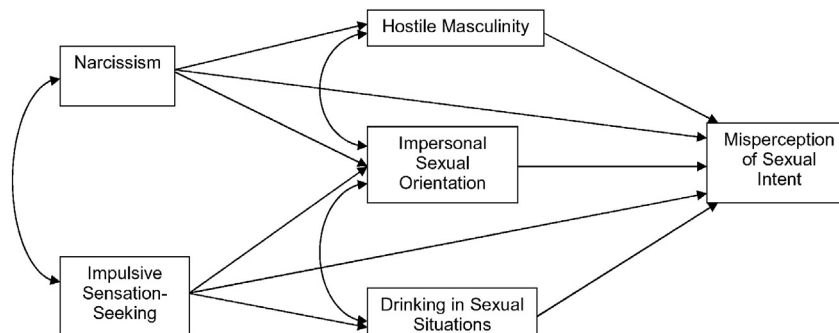 Hostile Masculinity
Narcissism
Impersonal
Sexual
Orientation
Misperception
of Sexual
Intent
Impulsive
Sensation-
Seeking
Drinking in Sexual
Situations